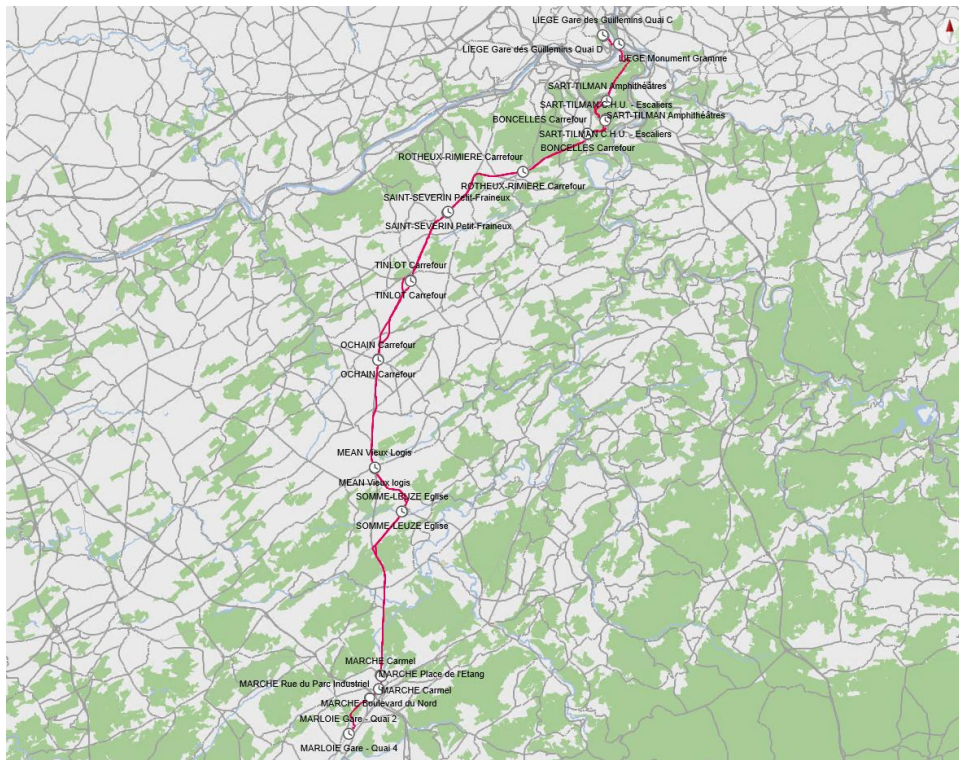 LIEGE Gare des Guillemins Quai C
LIEGE Gare des Guillemins Quai D
LIEGE Monument Gramme
SART-TILMAN Amphithéâtres
SART-TILMAN C.H.U. - Escaliers
SART-TILMAN Amphithéâtres
BONCELLES Carrefour
SART-TILMAN C.H.U. - Escaliers
BONCELLES Carrefour
ROTHEUX-RIMIERE Carrefour
ROTHEUX-RIMIERE Carrefour
SAINT-SEVERIN Petit-Fraineux
SAINT-SEVERIN Petit-Fraineux
TINLOT Carrefour
TINLOT Carrefour
OCHAIN Carrefour
OCHAIN Carrefour
MEAN Vieux Logis
MEAN Vieux logis
SOMME-LEUZE Eglise
SOMME-LEUZE Eglise
MARCHE Carmel
MARCHE Place de l'Etang
MARCHE Rue du Parc Industriel
MARCHE Carmel
MARCHE Boulevard du Nord
MARLOIE Gare - Quai 2
MARLOIE Gare - Quai 4